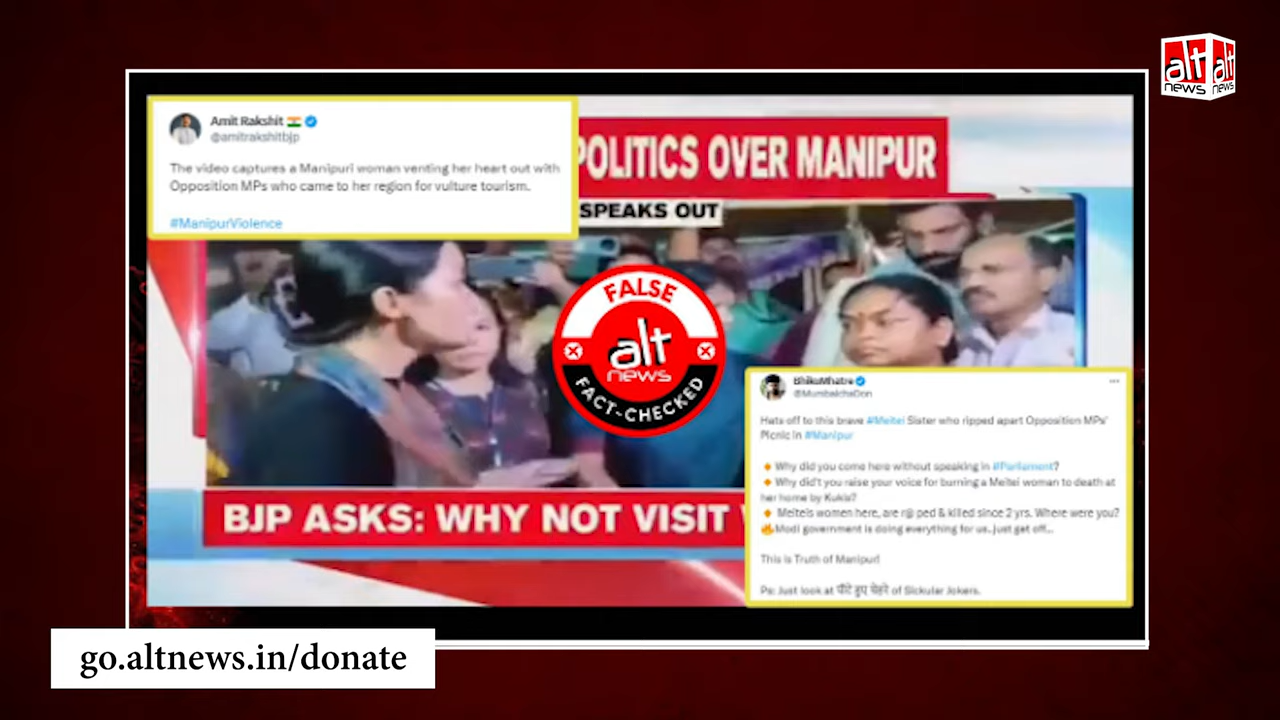 alt
news
alt
news
Amit Rakshit
@amitrakshitbjp
The video captures a Manipuri woman venting her heart out with
Opposition MPs who came to her region for vulture tourism.
#ManipurViolence
POLITICS OVER MANIPUR
SPEAKS OUT
FALSE
alt
news
FACT-CHECKED
BhikuMhatre
@MumbaichaDon
Hats off to this brave #Meitei Sister who ripped apart Opposition MPs'
Picnic in #Manipur
Why did you come here without speaking in #Parliament?
Why did't you raise your voice for burning a Meitei woman to death at
her home by Kukis?
Meiteis women here, are r@ ped & killed since 2 yrs. Where were you?
Modi government is doing everything for us. Just get off...
This is Truth of Manipur!
Ps: Just look at पीटे हुए चेहरे of Sickular Jokers.
BJP ASKS: WHY NOT VISIT
go.altnews.in/donate